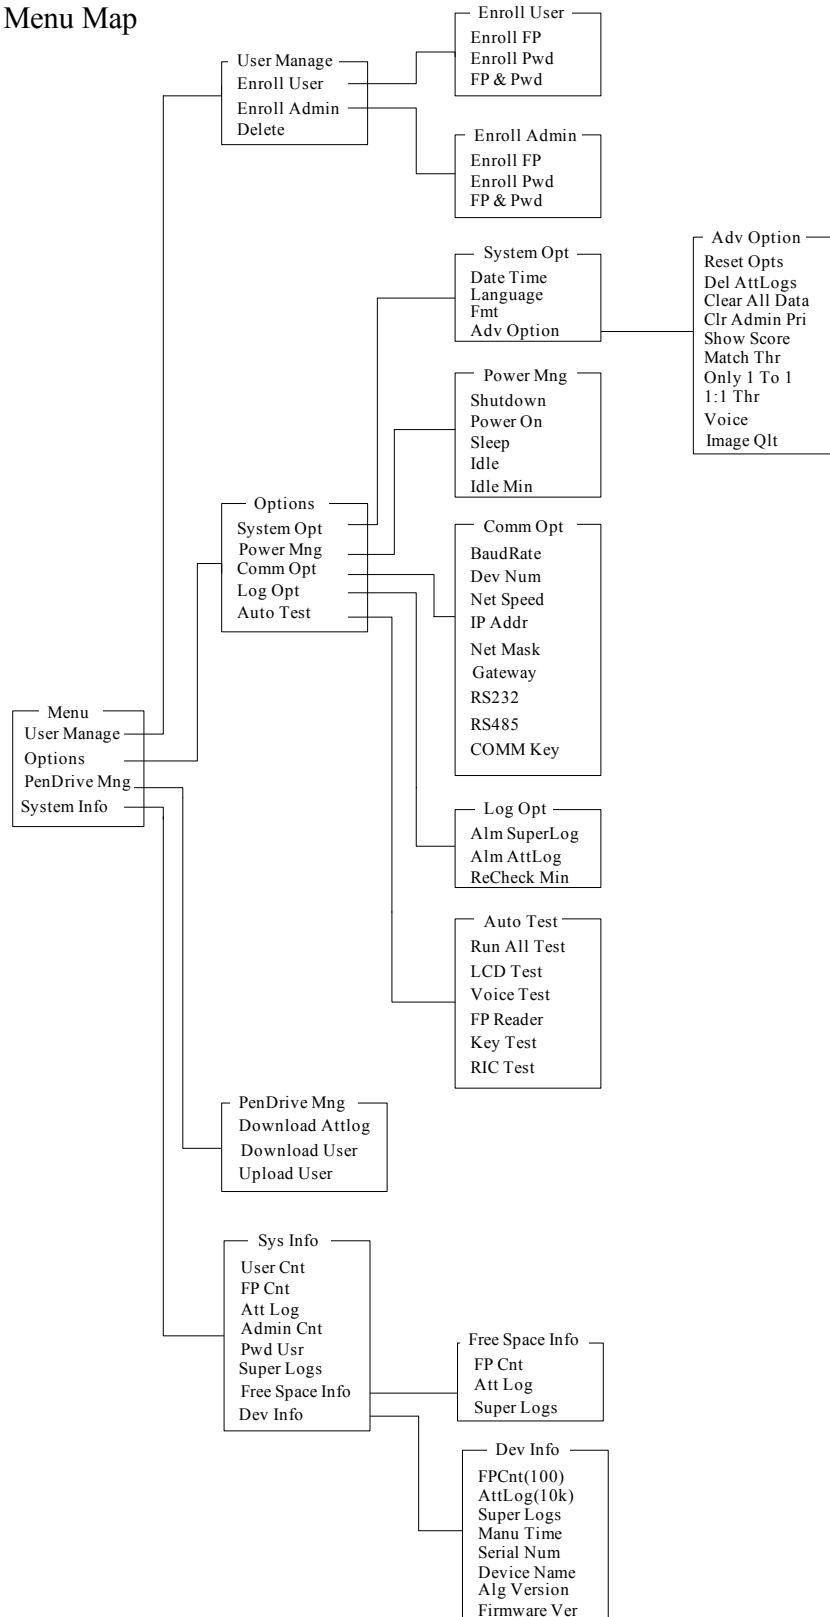 Menu Map
Enroll User
Enroll FP
Enroll Pwd
FP & Pwd
User Manage
Enroll User
Enroll Admin
Delete
Enroll Admin
Enroll FP
Enroll Pwd
FP & Pwd
System Opt
Date Time
Language
Fmt
Adv Option
Adv Option
Reset Opts
Del AttLogs
Clear All Data
Clr Admin Pri
Show Score
Match Thr
Only 1 To 1
1:1 Thr
Voice
Image Qlt
Power Mng
Shutdown
Power On
Sleep
Idle
Idle Min
Options
System Opt
Power Mng
Comm Opt
Log Opt
Auto Test
Comm Opt
BaudRate
Dev Num
Net Speed
IP Addr
Net Mask
Gateway
RS232
RS485
COMM Key
Menu
User Manage
Options
PenDrive Mng
System Info
Log Opt
Alm SuperLog
Alm AttLog
ReCheck Min
Auto Test
Run All Test
LCD Test
Voice Test
FP Reader
Key Test
RIC Test
PenDrive Mng
Download Attlog
Download User
Upload User
Sys Info
User Cnt
FP Cnt
Att Log
Admin Cnt
Pwd Usr
Super Logs
Free Space Info
Dev Info
Free Space Info
FP Cnt
Att Log
Super Logs
Dev Info
FPCnt(100)
AttLog(10k)
Super Logs
Manu Time
Serial Num
Device Name
Alg Version
Firmware Ver